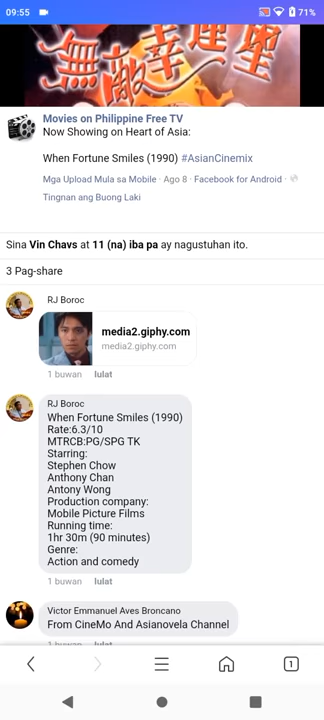 09:55
71%
無敵幸運星
Movies on Philippine Free TV
Now Showing on Heart of Asia:
When Fortune Smiles (1990) #AsianCinemix
Mga Upload Mula sa Mobile · Ago 8 · Facebook for Android ·
Tingnan ang Buong Laki
Sina Vin Chavs at 11 (na) iba pa ay nagustuhan ito.
3 Pag-share
RJ Boroc
media2.giphy.com
media2.giphy.com
1 buwan lulat
RJ Boroc
When Fortune Smiles (1990)
Rate:6.3/10
MTRCB:PG/SPG TK
Starring:
Stephen Chow
Anthony Chan
Antony Wong
Production company:
Mobile Picture Films
Running time:
1hr 30m (90 minutes)
Genre:
Action and comedy
1 buwan lulat
Victor Emmanuel Aves Broncano
From CineMo And Asianovela Channel
1 buwan lulat
1